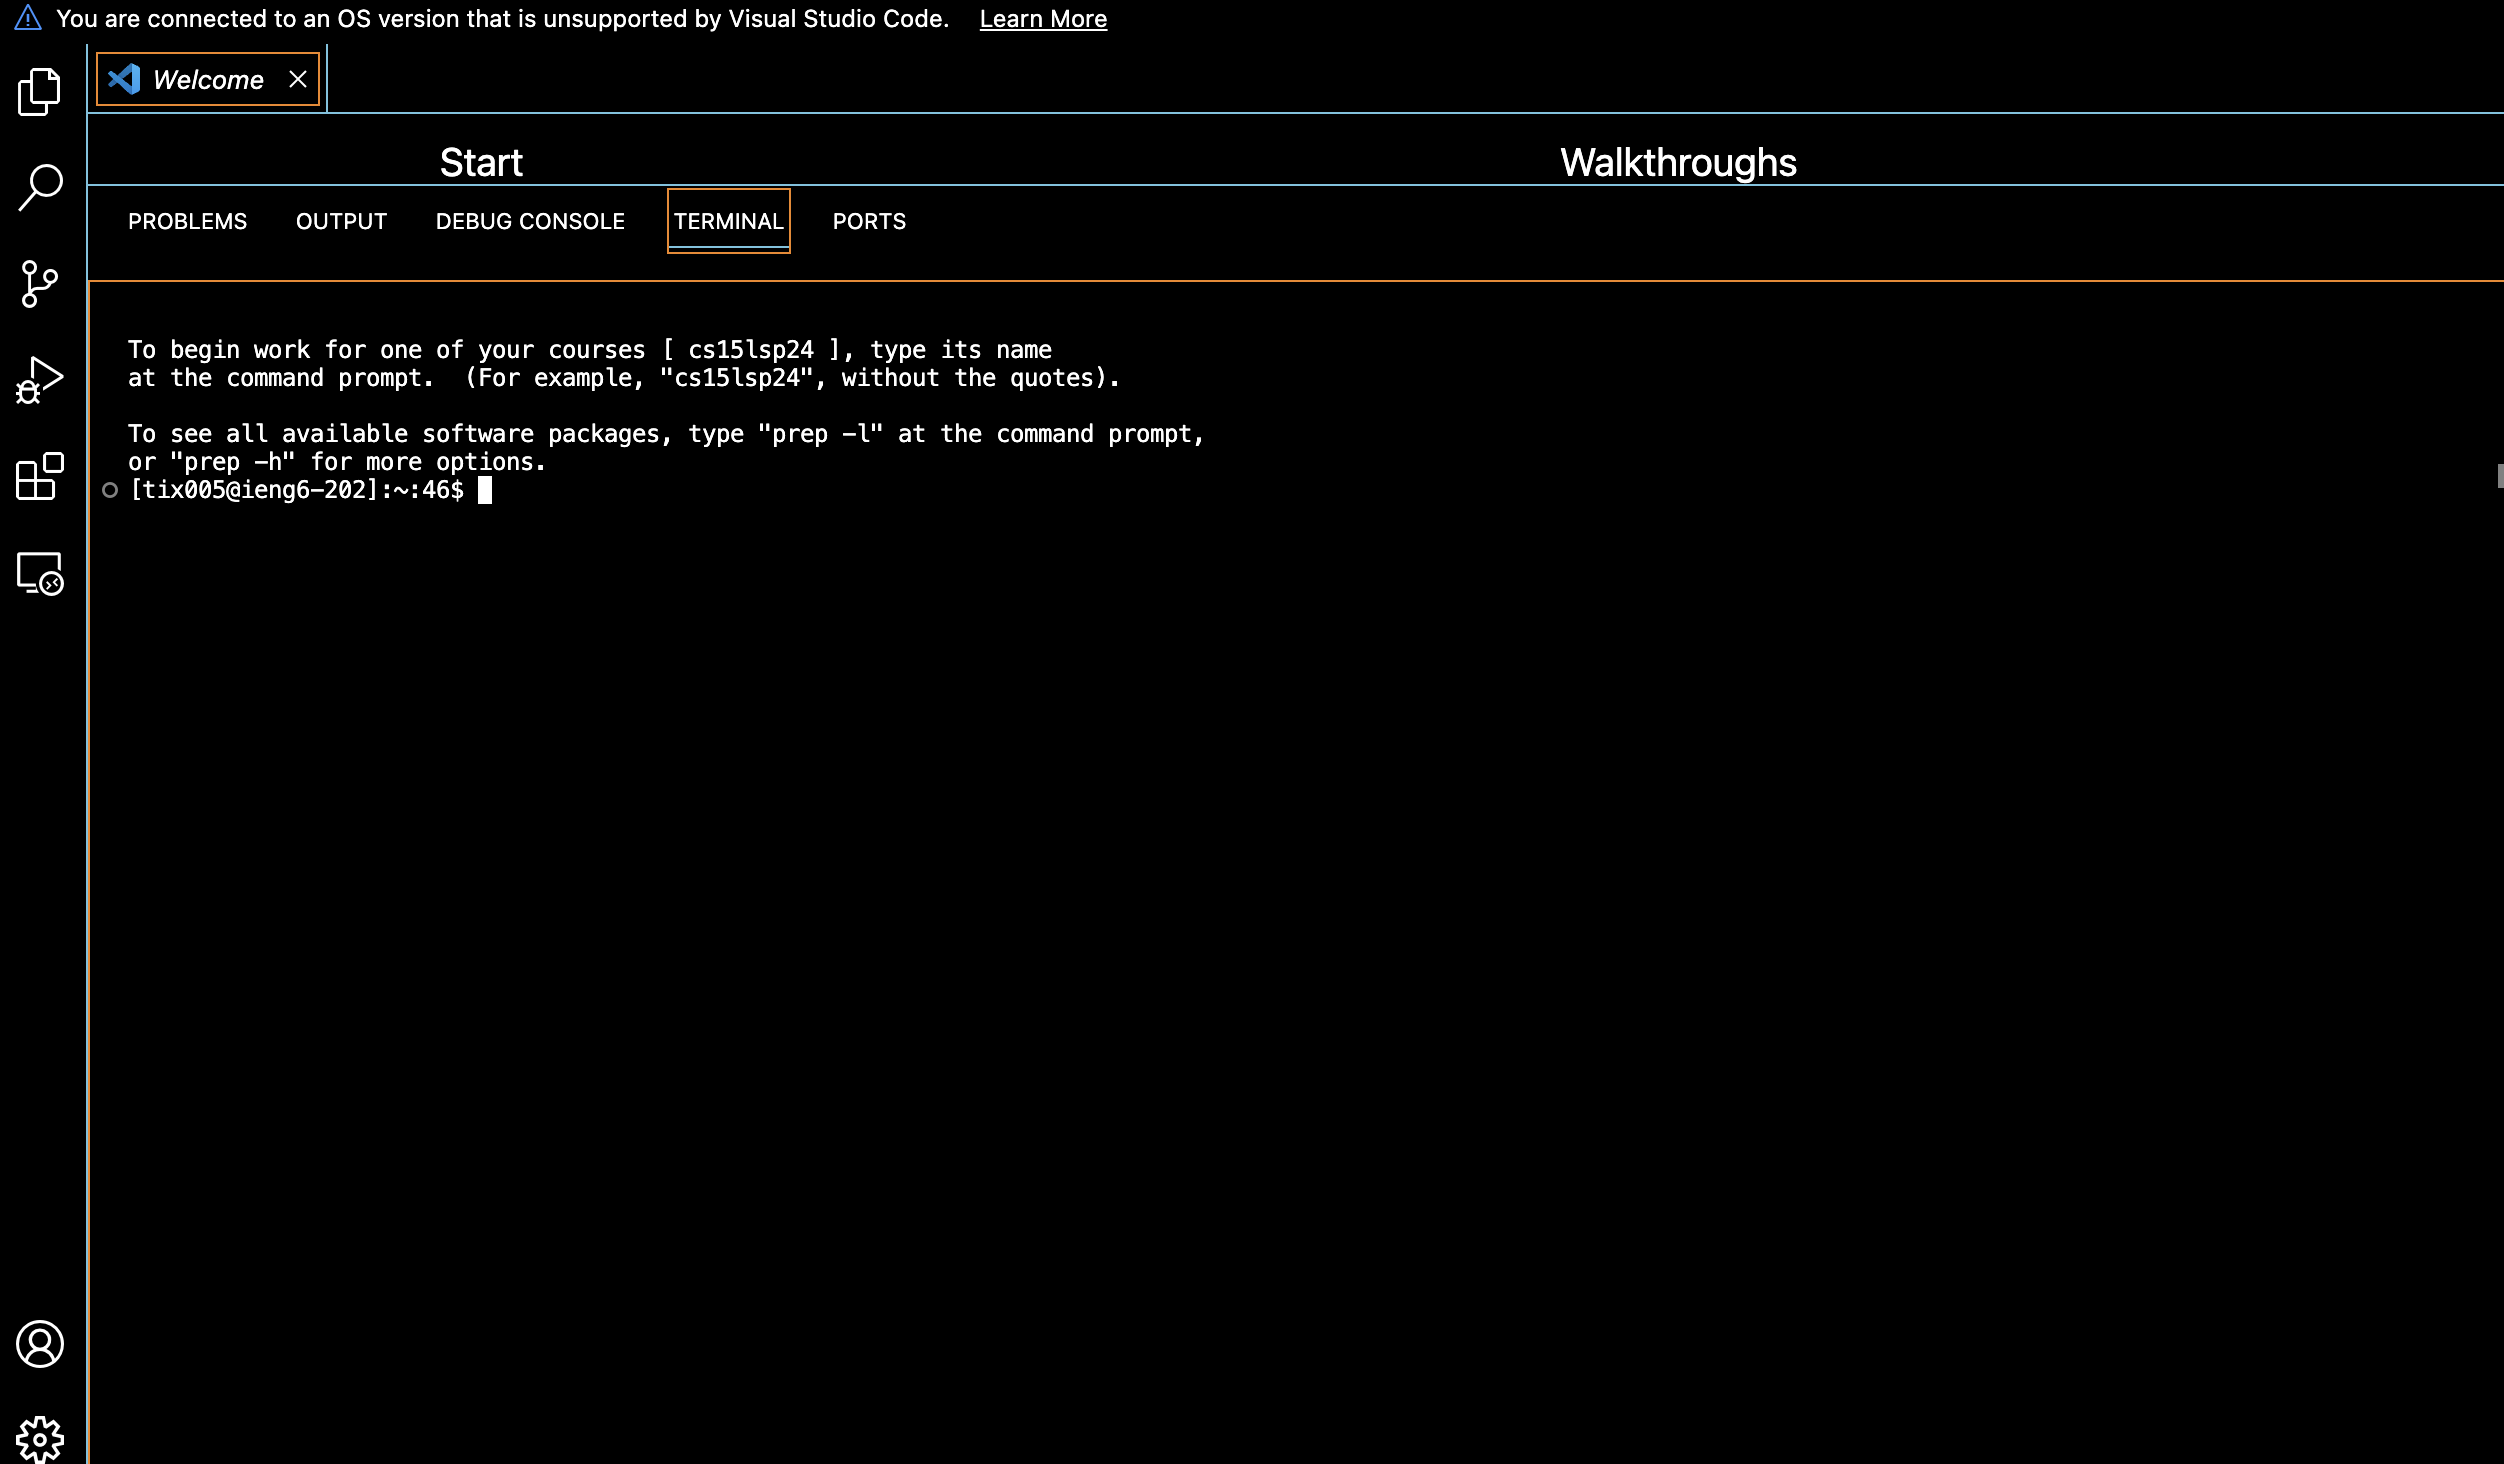 You are connected to an OS version that is unsupported by Visual Studio Code. Learn More
Welcome
Start Walkthroughs
PROBLEMS OUTPUT DEBUG CONSOLE TERMINAL PORTS
To begin work for one of your courses [ cs15lsp24 ], type its name
at the command prompt.  (For example, "cs15lsp24", without the quotes).
To see all available software packages, type "prep -l" at the command prompt,
or "prep -h" for more options.
[tix005@ieng6-202]:~:46$